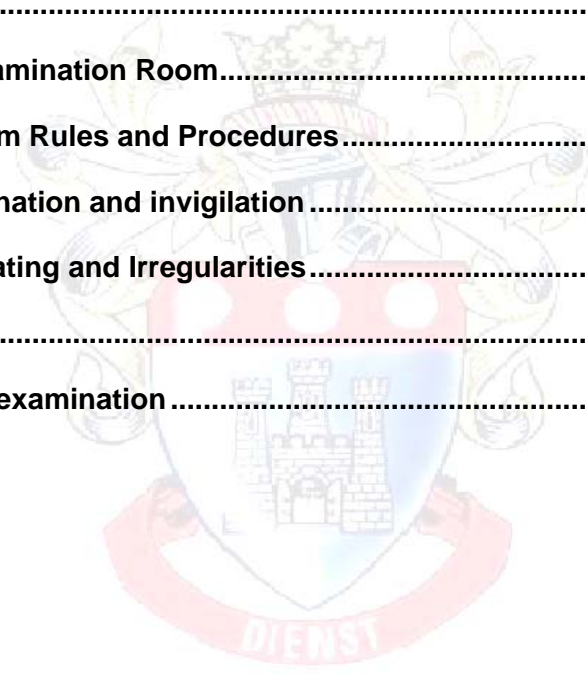 ..........................................................................
amination Room..............................................
m Rules and Procedures..............................
nation and invigilation...................................
ating and Irregularities..................................
..........................................................................
examination....................................................
DIENST